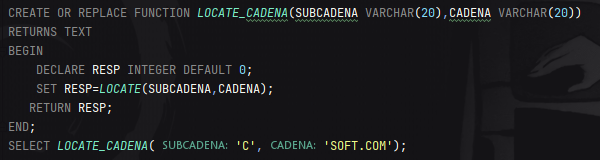 CREATE OR REPLACE FUNCTION LOCATE_CADENA(SUBCADENA VARCHAR(20),CADENA VARCHAR(20))
RETURNS TEXT
BEGIN
    DECLARE RESP INTEGER DEFAULT 0;
    SET RESP=LOCATE(SUBCADENA,CADENA);
   RETURN RESP;
END;
SELECT LOCATE_CADENA( SUBCADENA: 'C', CADENA: 'SOFT.COM');